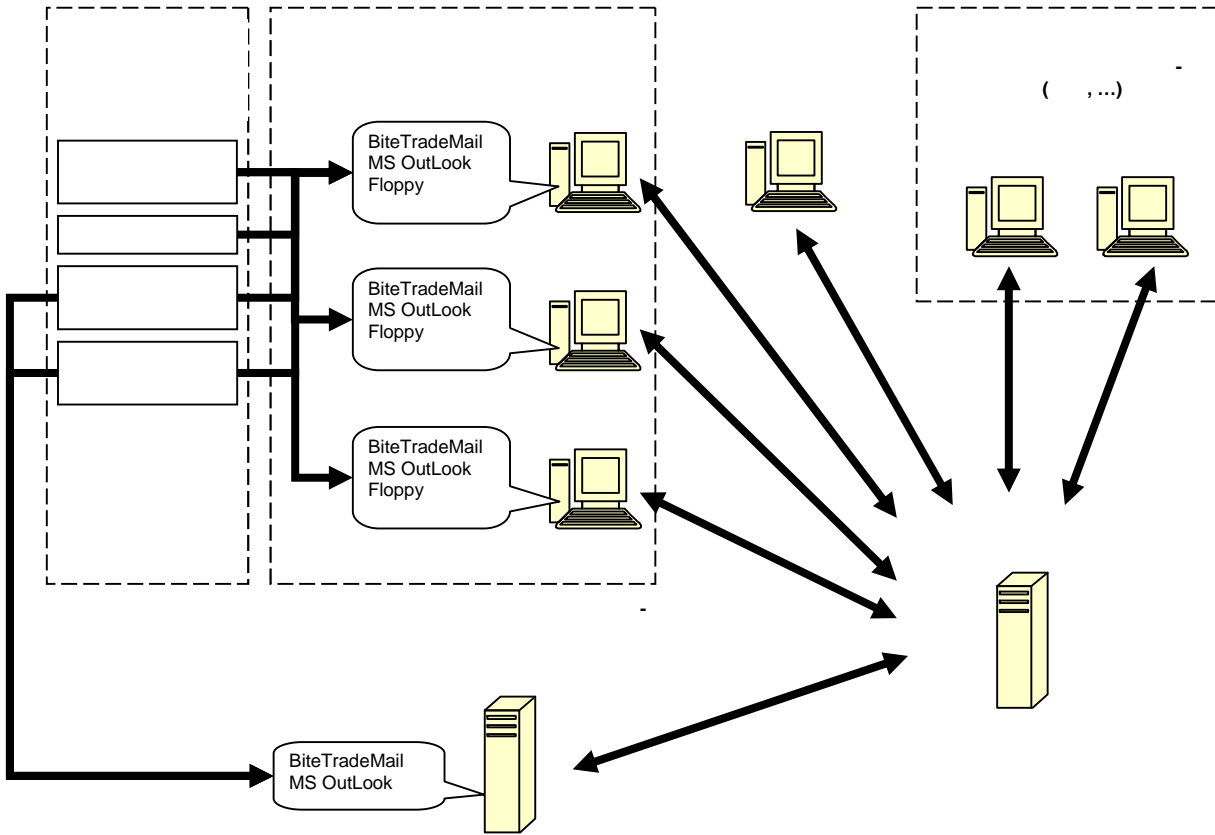 -
( , ...)
BiteTradeMail
MS OutLook
Floppy
BiteTradeMail
MS OutLook
Floppy
BiteTradeMail
MS OutLook
Floppy
-
BiteTradeMail
MS OutLook